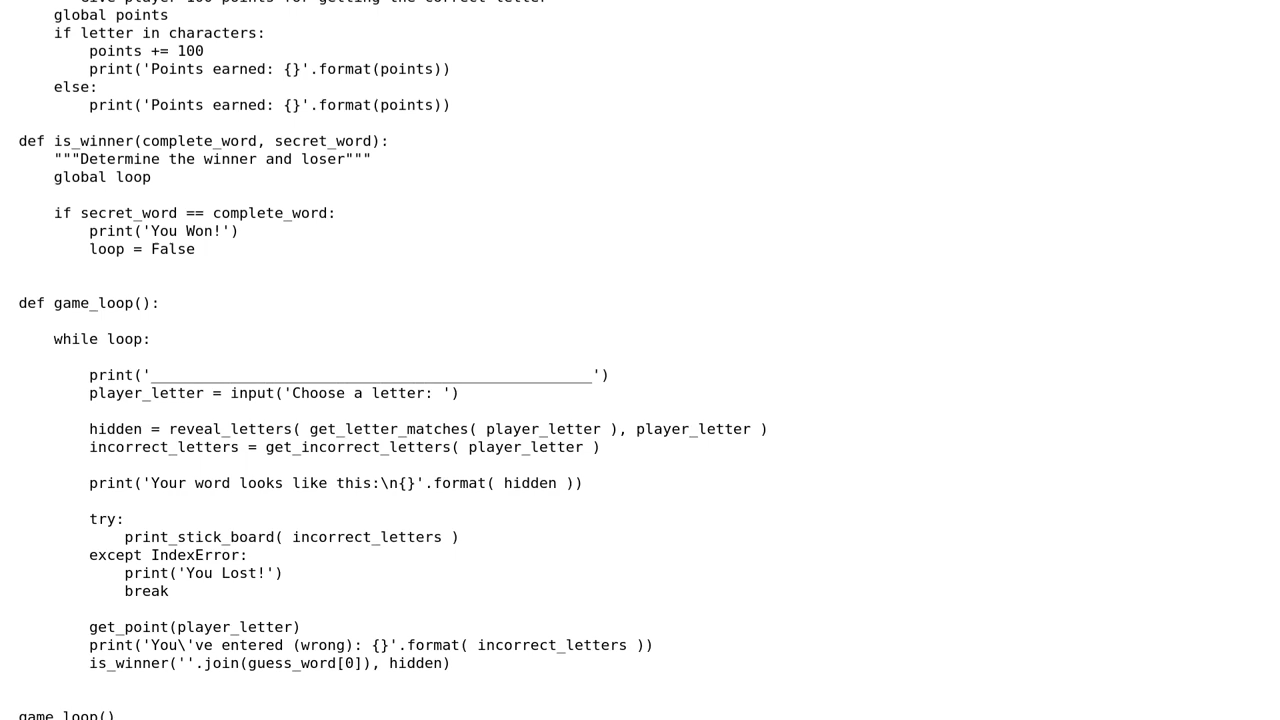 global points
if letter in characters:
points += 100
print('Points earned: {}'.format(points))
else:
print('Points earned: {}'.format(points))
def is_winner(complete_word, secret_word):
"""Determine the winner and loser"""
global loop
if secret_word == complete_word:
print('You Won!')
loop = False
def game_loop():
while loop:
print('__________________________________________________')
player_letter = input('Choose a letter: ')
hidden = reveal_letters( get_letter_matches( player_letter ), player_letter )
incorrect_letters = get_incorrect_letters( player_letter )
print('Your word looks like this:\n{}'.format( hidden ))
try:
print_stick_board( incorrect_letters )
except IndexError:
print('You Lost!')
break
get_point(player_letter)
print('You\'ve entered (wrong): {}'.format( incorrect_letters ))
is_winner(''.join(guess_word[0]), hidden)
game_loop()